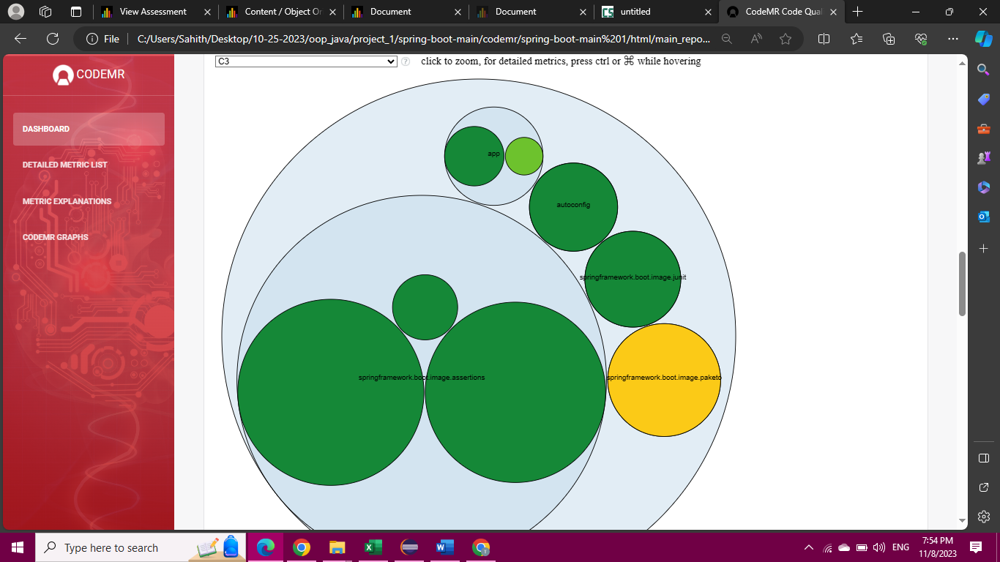 View Assessment
Content / Object Or
Document
Document
untitled
CodeMR Code Qual
File
C:/Users/Sahith/Desktop/10-25-2023/oop_java/project_1/spring-boot-main/codemr/spring-boot-main%201/html/main_repo...
CODEMR
C3
?
click to zoom, for detailed metrics, press ctrl or ⌘ while hovering
DASHBOARD
DETAILED METRIC LIST
METRIC EXPLANATIONS
CODEMR GRAPHS
app
autoconfig
springframework.boot.image.junit
springframework.boot.image.assertions
springframework.boot.image.paketo
Type here to search
ENG
7:54 PM
11/8/2023